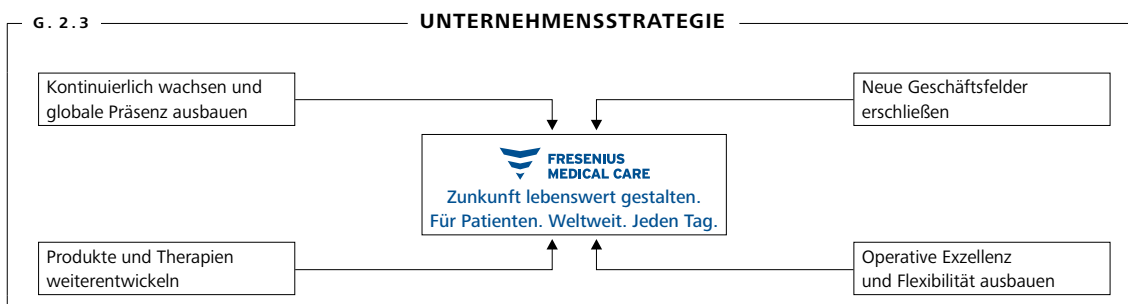 G. 2.3
UNTERNEHMENSSTRATEGIE
Kontinuierlich wachsen und
globale Präsenz ausbauen
Neue Geschäftsfelder
erschließen
FRESENIUS
MEDICAL CARE
Zunkunft lebenswert gestalten.
Für Patienten. Weltweit. Jeden Tag.
Produkte und Therapien
weiterentwickeln
Operative Exzellenz
und Flexibilität ausbauen